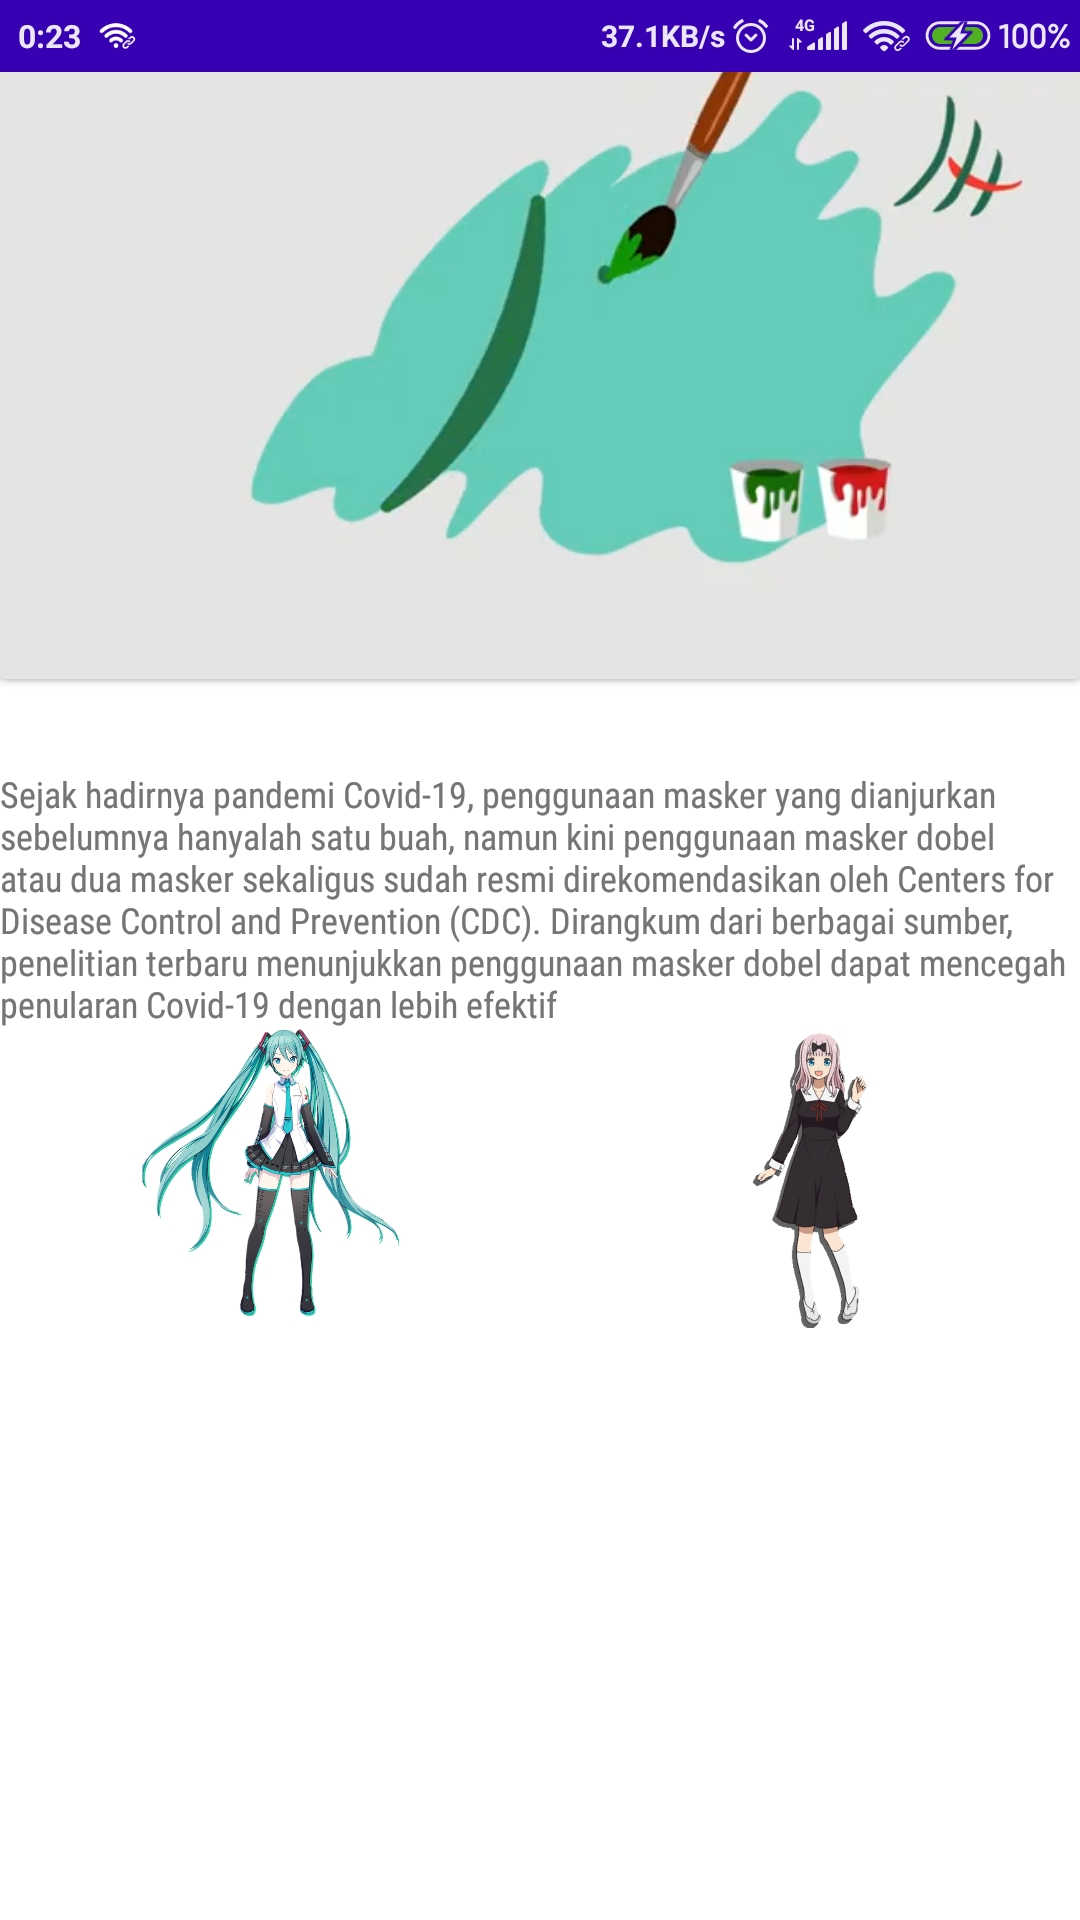 0:23 37.1KB/s 4G 100%
Sejak hadirnya pandemi Covid-19, penggunaan masker yang dianjurkan
sebelumnya hanyalah satu buah, namun kini penggunaan masker dobel
atau dua masker sekaligus sudah resmi direkomendasikan oleh Centers for
Disease Control and Prevention (CDC). Dirangkum dari berbagai sumber,
penelitian terbaru menunjukkan penggunaan masker dobel dapat mencegah
penularan Covid-19 dengan lebih efektif